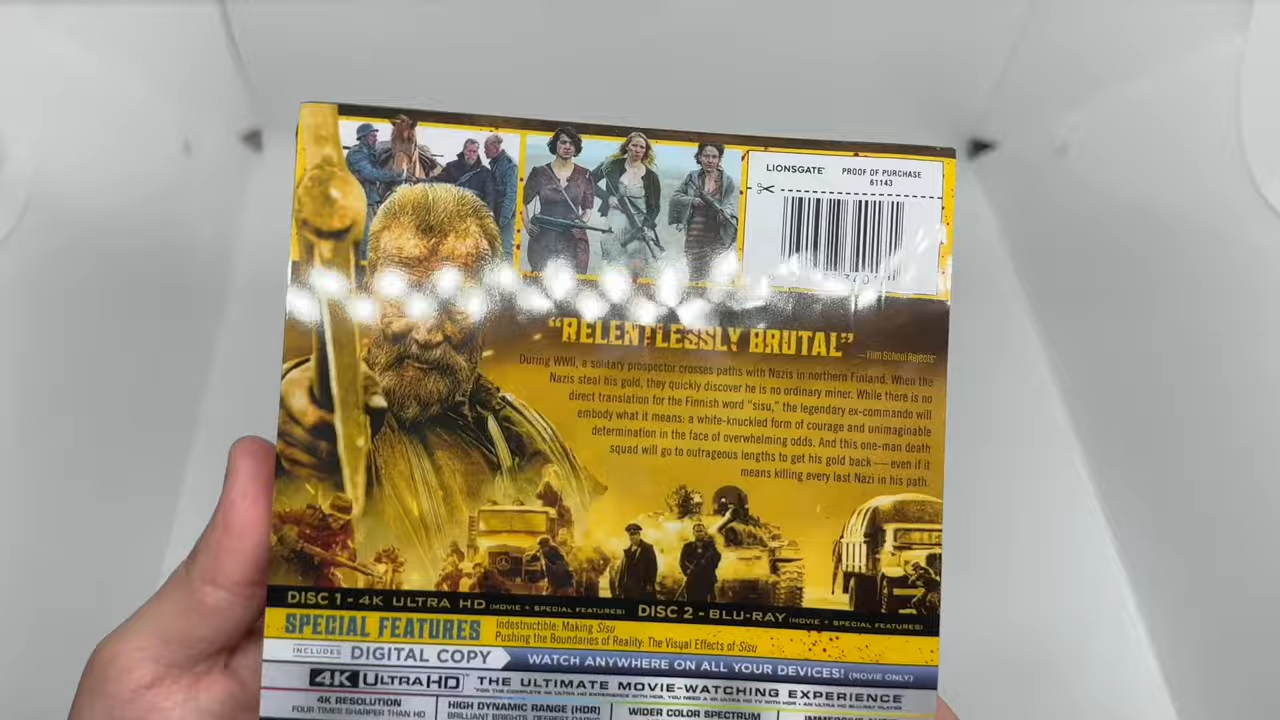 LIONSGATE
PROOF OF PURCHASE
61143
"RELENTLESSLY BRUTAL"
— Film School Rejects
During WWII, a solitary prospector crosses paths with Nazis in northern Finland. When the
Nazis steal his gold, they quickly discover he is no ordinary miner. While there is no
direct translation for the Finnish word "sisu," the legendary ex-commando will
embody what it means: a white-knuckled form of courage and unimaginable
determination in the face of overwhelming odds. And this one-man death
squad will go to outrageous lengths to get his gold back — even if it
means killing every last Nazi in his path.
DISC 1 - 4K ULTRA HD (MOVIE + SPECIAL FEATURES) DISC 2 - BLU-RAY (MOVIE + SPECIAL FEATURES)
SPECIAL FEATURES
Indestructible: Making Sisu
Pushing the Boundaries of Reality: The Visual Effects of Sisu
INCLUDES DIGITAL COPY WATCH ANYWHERE ON ALL YOUR DEVICES! (MOVIE ONLY)
4K ULTRA HD THE ULTIMATE MOVIE-WATCHING EXPERIENCE
4K RESOLUTION
FOUR TIMES SHARPER THAN HD
HIGH DYNAMIC RANGE (HDR)
BRILLIANT BRIGHTS, DEEPEST DARKS
WIDER COLOR SPECTRUM